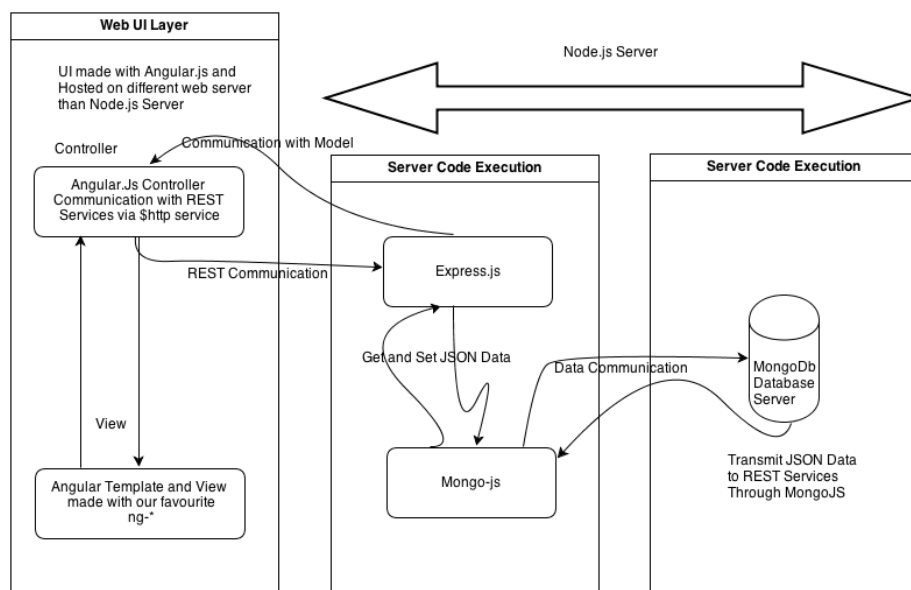 Web UI Layer
UI made with Angular.js and
Hosted on different web server
than Node.js Server
Controller
Angular.Js Controller
Communication with REST
Services via $http service
View
Angular Template and View
made with our favourite
ng-*
Node.js Server
Communication with Model
REST Communication
Server Code Execution
Express.js
Get and Set JSON Data
Mongo-js
Data Communication
Server Code Execution
MongoDb
Database
Server
Transmit JSON Data
to REST Services
Through MongoJS